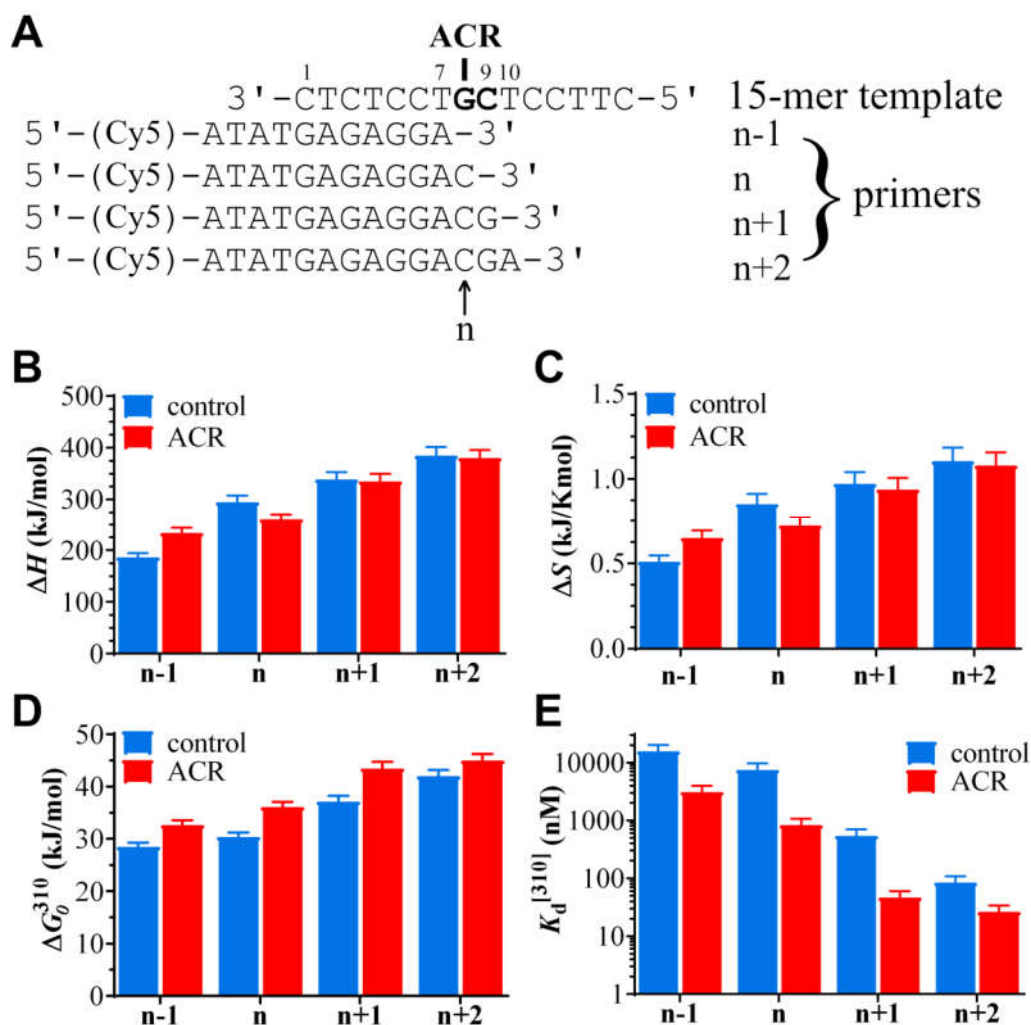 A
ACR
1 7 9 10
3'-CTCTCCTGCTCCTTC-5' 15-mer template
5'-(Cy5)-ATATGAGAGGA-3' n-1
5'-(Cy5)-ATATGAGAGGAC-3' n
5'-(Cy5)-ATATGAGAGGACG-3' n+1
5'-(Cy5)-ATATGAGAGGACGA-3' n+2
primers
n
B
ΔH (kJ/mol)
500
400
300
200
100
0
control
ACR
n-1 n n+1 n+2
C
ΔS (kJ/Kmol)
1.5
1.0
0.5
0.0
control
ACR
n-1 n n+1 n+2
D
ΔG₀³¹⁰ (kJ/mol)
50
40
30
20
10
0
control
ACR
n-1 n n+1 n+2
E
K_d^[310] (nM)
10000
1000
100
10
1
control
ACR
n-1 n n+1 n+2